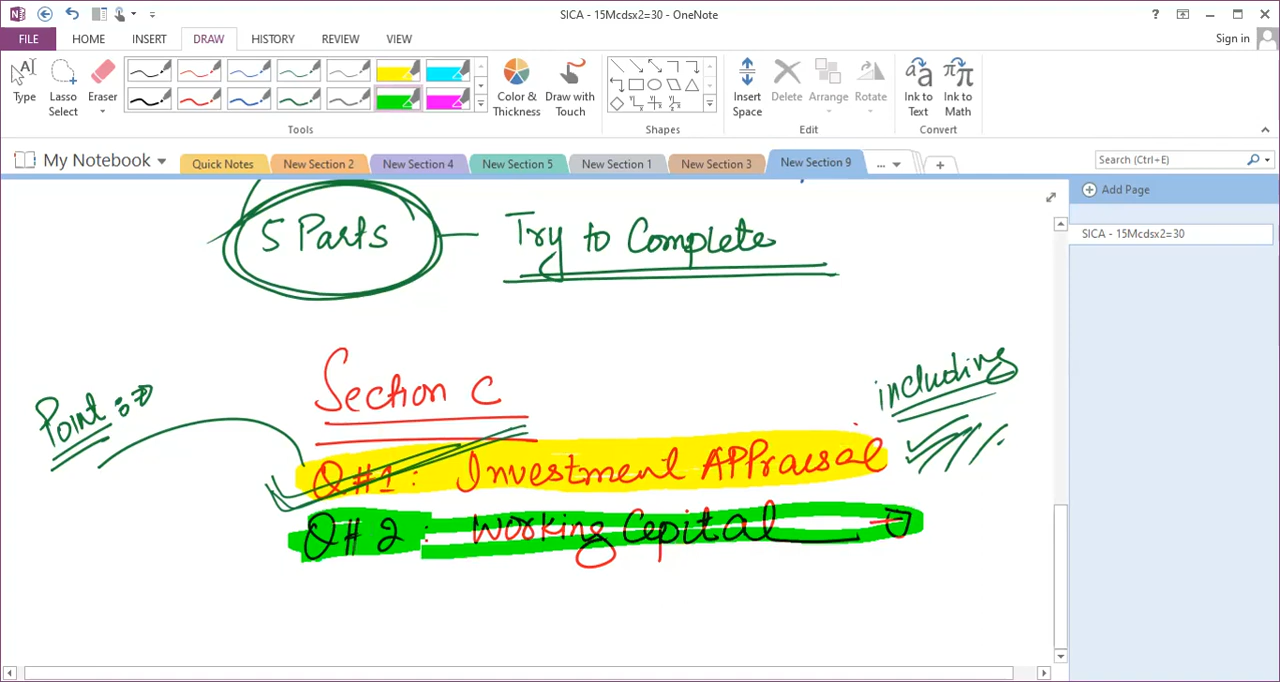 SICA - 15Mcdsx2=30 - OneNote
FILE HOME INSERT DRAW HISTORY REVIEW VIEW
Sign in
Type
Lasso Select
Eraser
Color & Thickness
Draw with Touch
Insert Space
Delete
Arrange
Rotate
Ink to Text
Ink to Math
Tools
Shapes
Edit
Convert
My Notebook
Quick Notes
New Section 2
New Section 4
New Section 5
New Section 1
New Section 3
New Section 9
...
Search (Ctrl+E)
Add Page
SICA - 15Mcdsx2=30
5 Parts — Try to Complete
Section C
Point :
including
Q#1: Investment APPraisal
Q# 2 : Working Cepital